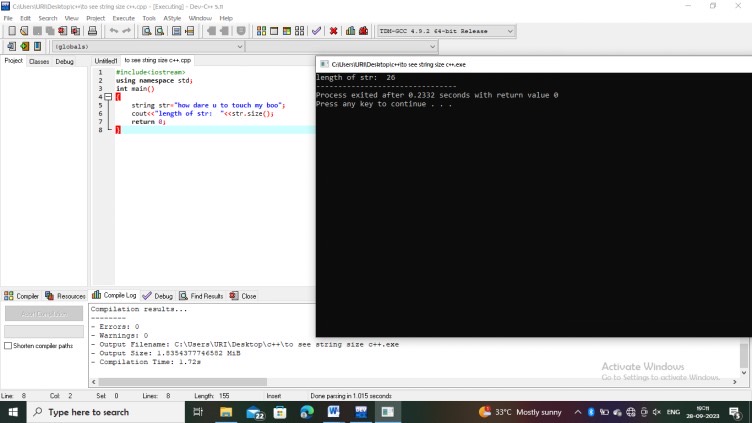 C:\Users\URI\Desktop\c++\to see string size c++.cpp - [Executing] - Dev-C++ 5.11
File Edit Search View Project Execute Tools AStyle Window Help
TDM-GCC 4.9.2 64-bit Release
(globals)
Project Classes Debug
Untitled1 to see string size c++.cpp
1 #include<iostream>
2 using namespace std;
3 int main()
4 {
5 string str="how dare u to touch my boo";
6 cout<<"length of str:  "<<str.size();
7 return 0;
8 }
C:\Users\URI\Desktop\c++\to see string size c++.exe
length of str:  26
--------------------------------
Process exited after 0.2332 seconds with return value 0
Press any key to continue . . .
Compiler Resources Compile Log Debug Find Results Close
Shorten compiler paths
Compilation results...
--------
- Errors: 0
- Warnings: 0
- Output Filename: C:\Users\URI\Desktop\c++\to see string size c++.exe
- Output Size: 1.8354377746582 MiB
- Compilation Time: 1.72s
Activate Windows
Go to Settings to activate Windows.
Line: 8 Col: 2 Sel: 0 Lines: 8 Length: 155 Insert Done parsing in 1.015 seconds
Type here to search
22
33°C Mostly sunny
ENG
28-09-2023